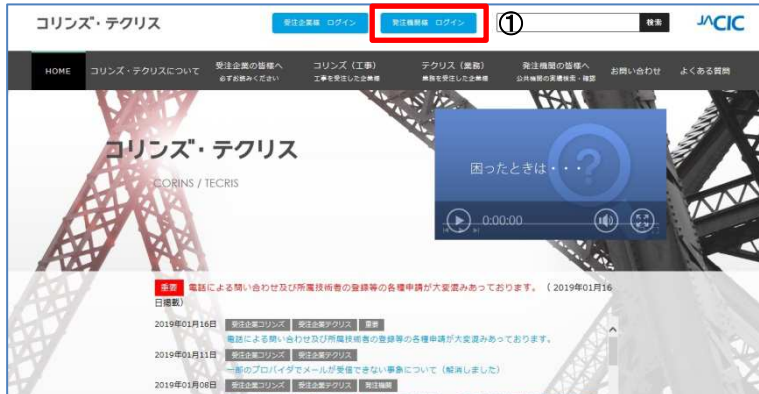 コリンズ・テクリス
受注企業様 ログイン
発注機関様 ログイン
①
検索
JACIC
HOME
コリンズ・テクリスについて
受注企業の皆様へ
必ずお読みください
コリンズ（工事）
工事を受注した企業様
テクリス（業務）
業務を受注した企業様
発注機関の皆様へ
公共機関の実績検索・確認
お問い合わせ
よくある質問
コリンズ・テクリス
CORINS / TECRIS
困ったときは・・・
?
0:00:00
重要 電話による問い合わせ及び所属技術者の登録等の各種申請が大変混みあっております。（2019年01月16
日掲載）
2019年01月16日 受注企業コリンズ 受注企業テクリス 重要
電話による問い合わせ及び所属技術者の登録等の各種申請が大変混みあっております。
2019年01月11日 受注企業コリンズ 受注企業テクリス
一部のプロバイダでメールが受信できない事象について（解消しました）
2019年01月08日 受注企業コリンズ 受注企業テクリス 発注機関